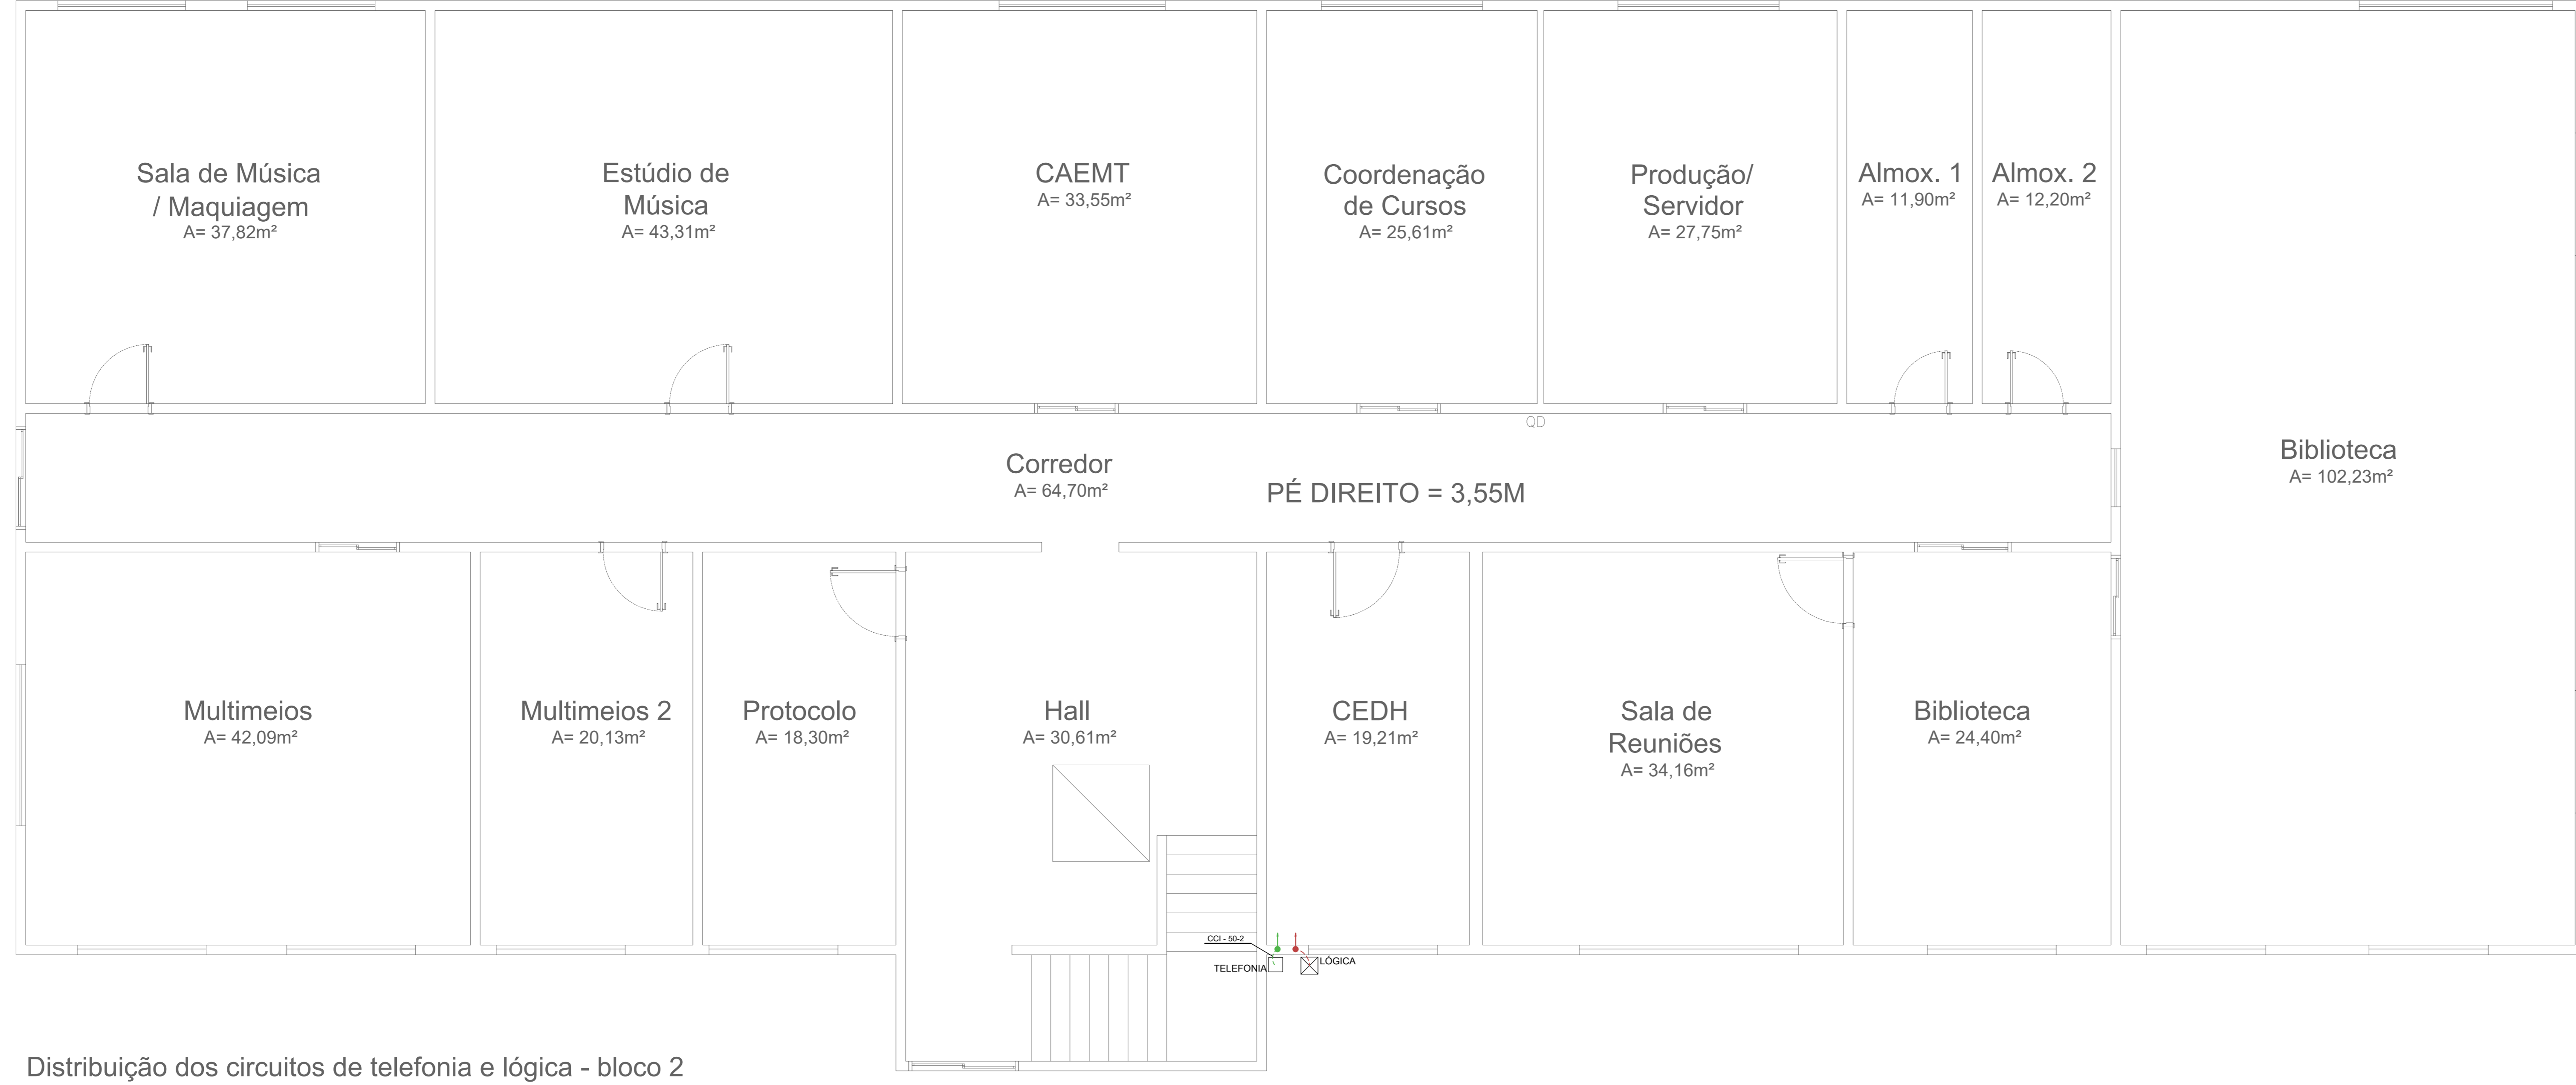 Sala de Música
/ Maquiagem
A= 37,82m²
Estúdio de
Música
A= 43,31m²
CAEMT
A= 33,55m²
Coordenação
de Cursos
A= 25,61m²
Produção/
Servidor
A= 27,75m²
Almox. 1
A= 11,90m²
Almox. 2
A= 12,20m²
Biblioteca
A= 102,23m²
QD
Corredor
A= 64,70m²
PÉ DIREITO = 3,55M
Multimeios
A= 42,09m²
Multimeios 2
A= 20,13m²
Protocolo
A= 18,30m²
Hall
A= 30,61m²
CEDH
A= 19,21m²
Sala de
Reuniões
A= 34,16m²
Biblioteca
A= 24,40m²
CCI - 50-2
TELEFONIA
LÓGICA
Distribuição dos circuitos de telefonia e lógica - bloco 2